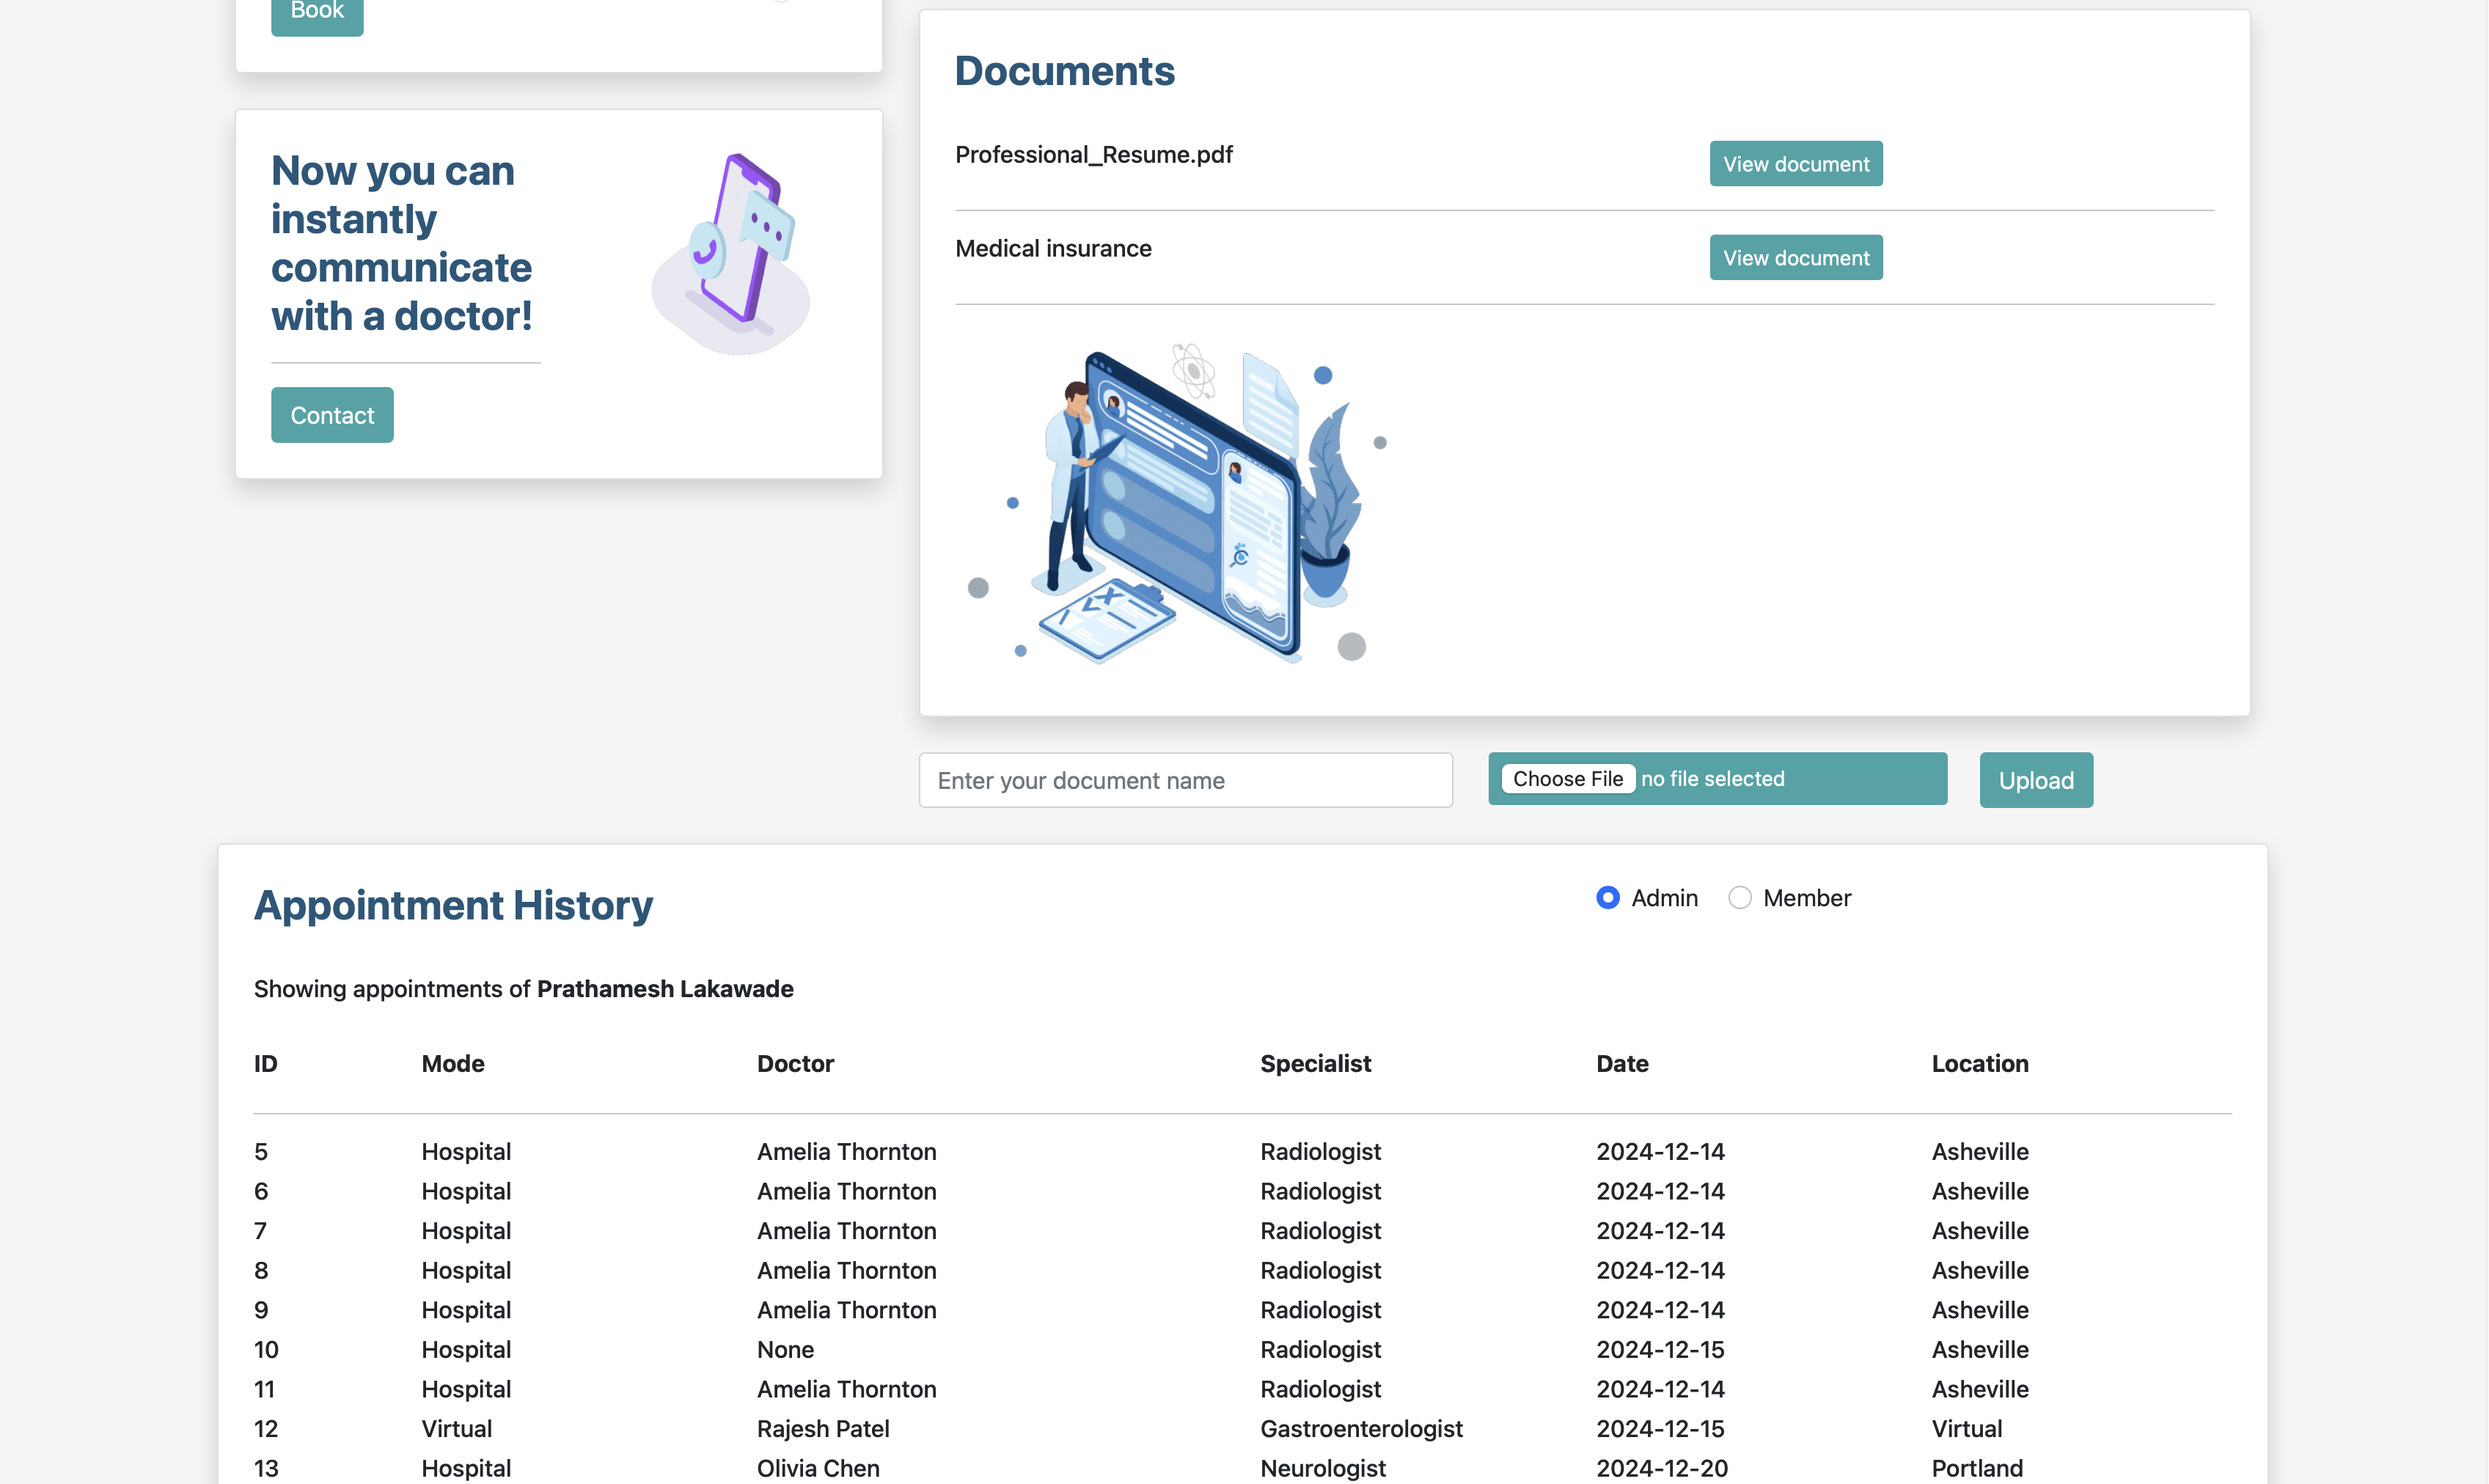 Book
Now you can
instantly
communicate
with a doctor!
Contact
Documents
Professional_Resume.pdf View document
Medical insurance View document
Enter your document name Choose File no file selected Upload
Appointment History Admin Member
Showing appointments of Prathamesh Lakawade
ID Mode Doctor Specialist Date Location
5 Hospital Amelia Thornton Radiologist 2024-12-14 Asheville
6 Hospital Amelia Thornton Radiologist 2024-12-14 Asheville
7 Hospital Amelia Thornton Radiologist 2024-12-14 Asheville
8 Hospital Amelia Thornton Radiologist 2024-12-14 Asheville
9 Hospital Amelia Thornton Radiologist 2024-12-14 Asheville
10 Hospital None Radiologist 2024-12-15 Asheville
11 Hospital Amelia Thornton Radiologist 2024-12-14 Asheville
12 Virtual Rajesh Patel Gastroenterologist 2024-12-15 Virtual
13 Hospital Olivia Chen Neurologist 2024-12-20 Portland